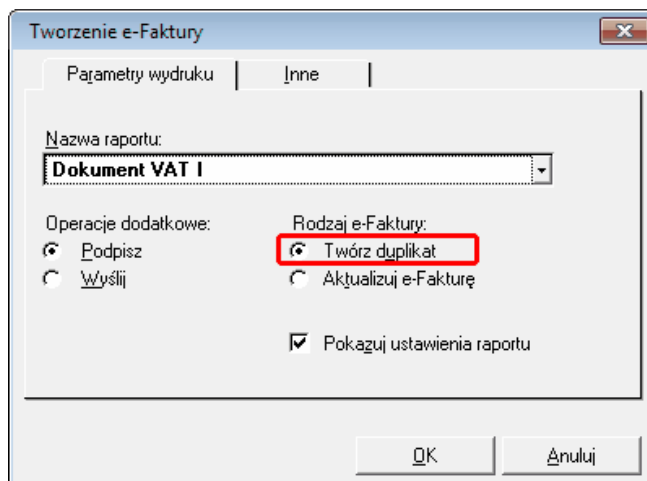 Tworzenie e-Faktury
Parametry wydruku Inne
Nazwa raportu:
Dokument VAT I
Operacje dodatkowe: Rodzaj e-Faktury:
Podpisz Twórz duplikat
Wyślij Aktualizuj e-Fakturę
Pokazuj ustawienia raportu
OK Anuluj